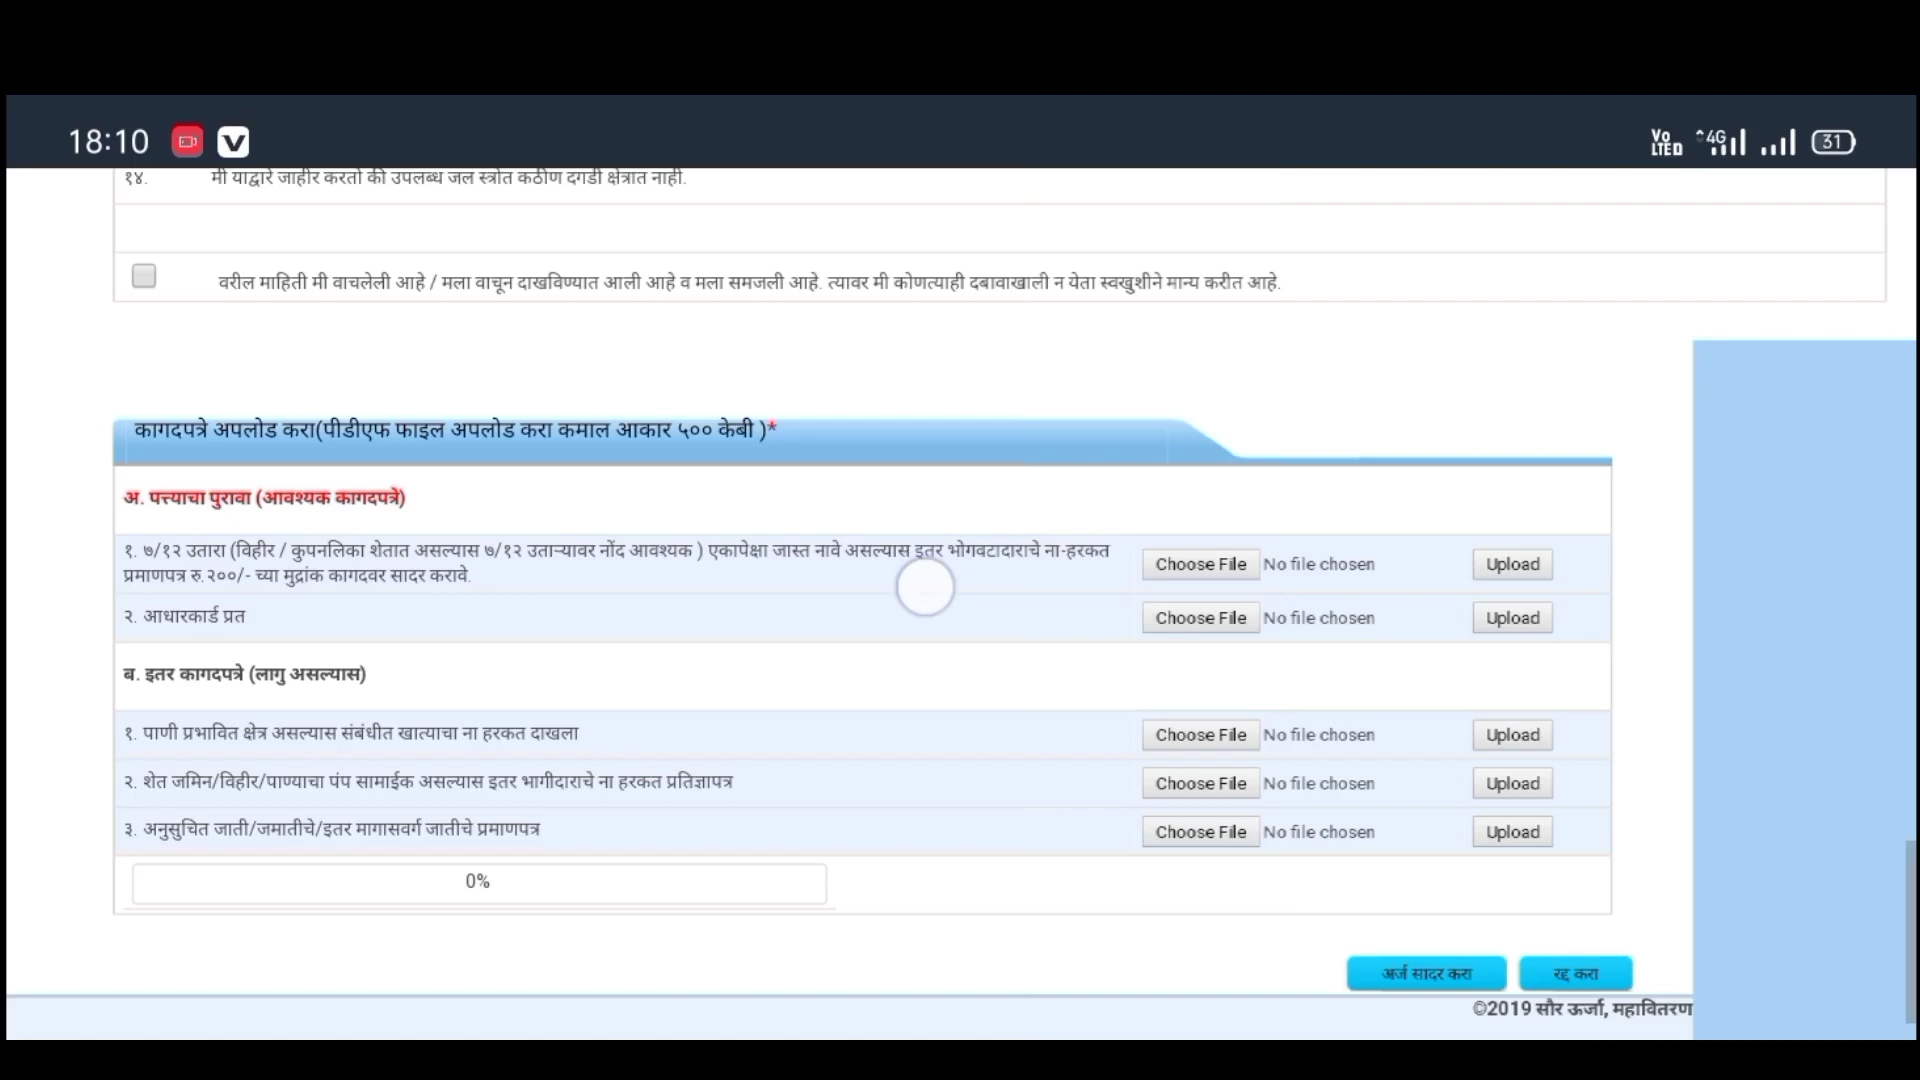 18:10
Vo LTE D 4G 31
१४. मी याद्वारे जाहीर करतो की उपलब्ध जल स्त्रोत कठीण दगडी क्षेत्रात नाही.
वरील माहिती मी वाचलेली आहे / मला वाचून दाखविण्यात आली आहे व मला समजली आहे. त्यावर मी कोणत्याही दबावाखाली न येता स्वखुशीने मान्य करीत आहे.
कागदपत्रे अपलोड करा(पीडीएफ फाइल अपलोड करा कमाल आकार ५०० केबी )*
अ. पत्त्याचा पुरावा (आवश्यक कागदपत्रे)
१. ७/१२ उतारा (विहीर / कुपनलिका शेतात असल्यास ७/१२ उताऱ्यावर नोंद आवश्यक ) एकापेक्षा जास्त नावे असल्यास इतर भोगवटादाराचे ना-हरकत
प्रमाणपत्र रु.२००/- च्या मुद्रांक कागदवर सादर करावे.
Choose File No file chosen Upload
२. आधारकार्ड प्रत Choose File No file chosen Upload
ब. इतर कागदपत्रे (लागु असल्यास)
१. पाणी प्रभावित क्षेत्र असल्यास संबंधीत खात्याचा ना हरकत दाखला Choose File No file chosen Upload
२. शेत जमिन/विहीर/पाण्याचा पंप सामाईक असल्यास इतर भागीदाराचे ना हरकत प्रतिज्ञापत्र Choose File No file chosen Upload
३. अनुसुचित जाती/जमातीचे/इतर मागासवर्ग जातीचे प्रमाणपत्र Choose File No file chosen Upload
0%
अर्ज सादर करा रद्द करा
©2019 सौर ऊर्जा, महावितरण